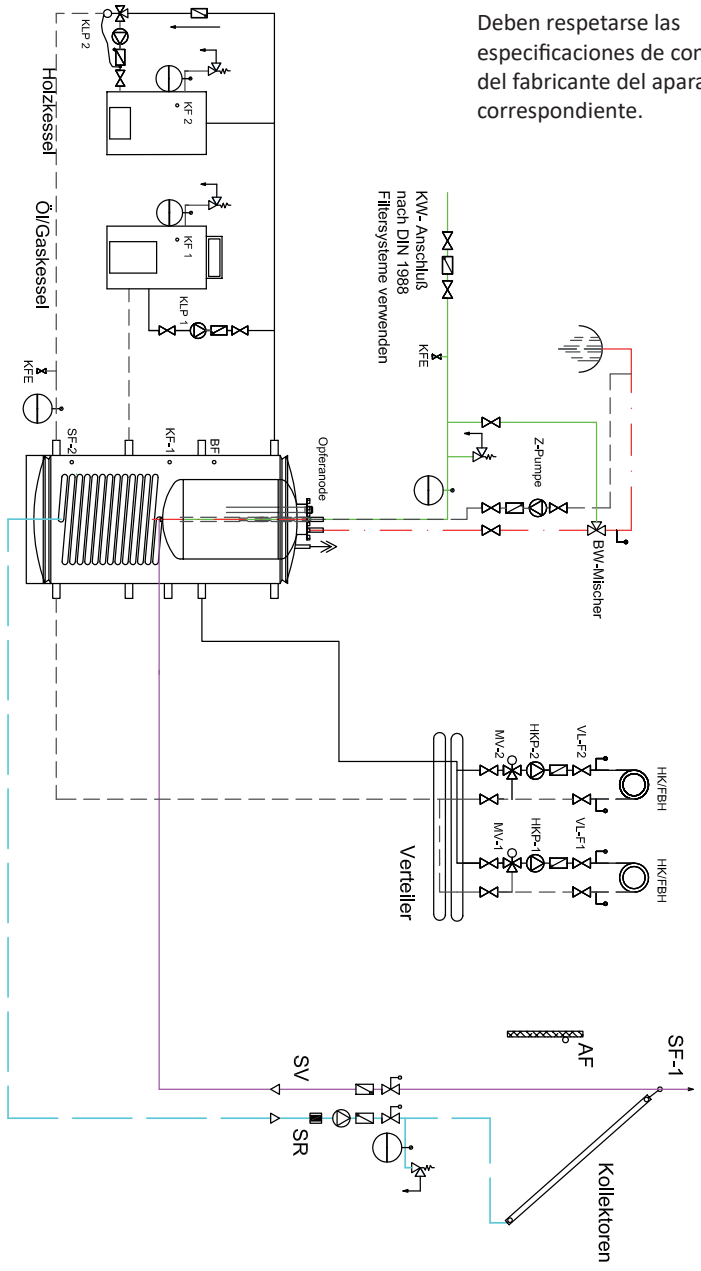 Deben respetarse las
especificaciones de con
del fabricante del apara
correspondiente.
KLP 2
Holzkessel
KF 2
Öl/Gaskessel
KF 1
KLP 1
KFE
KW- Anschluß
nach DIN 1988
Filtersysteme verwenden
KFE
Z-Pumpe
BW-Mischer
SF-2
KF-1
BF
Opferanode
MV-2
HKP-2
VL-F2
HK/FBH
MV-1
HKP-1
VL-F1
HK/FBH
Verteiler
AF
SF-1
SV
SR
Kollektoren